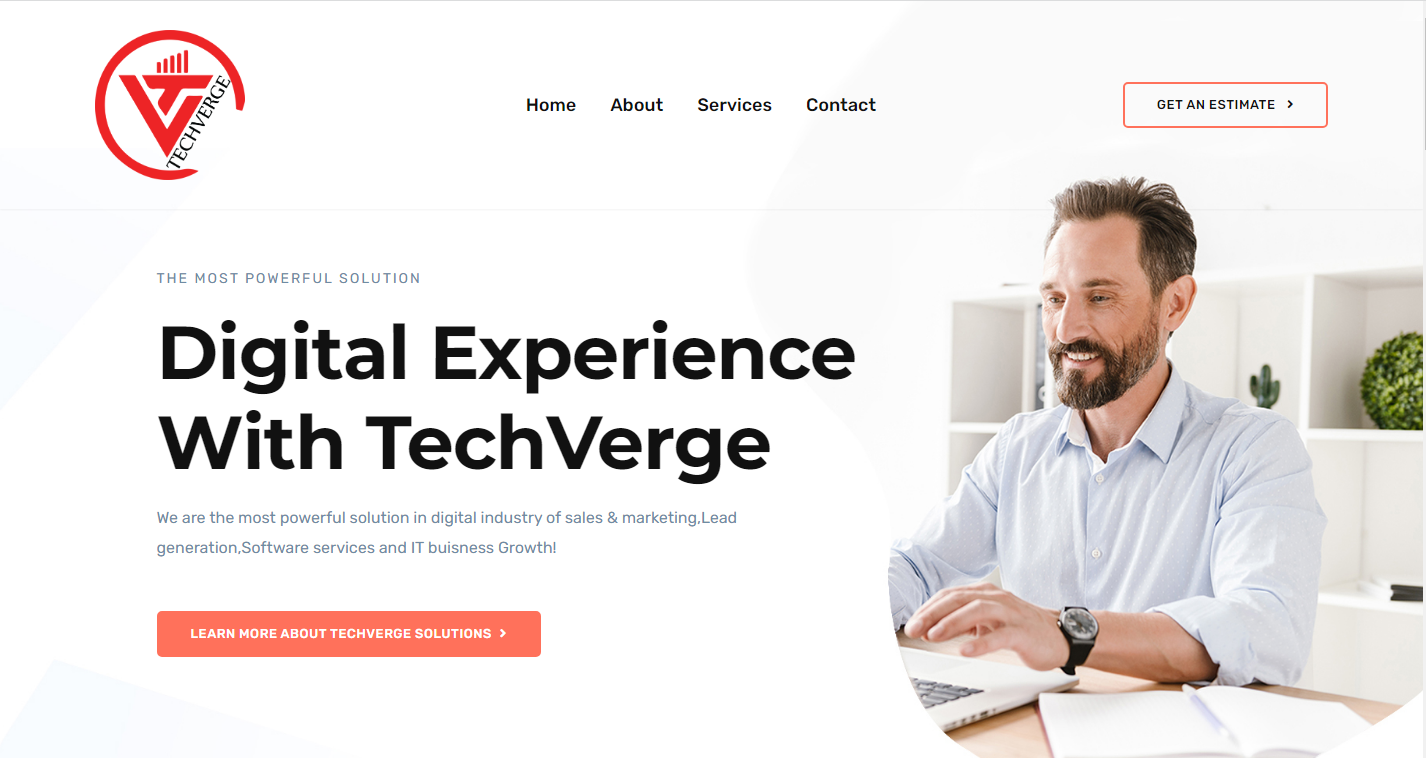 TECHVERGE
Home
About
Services
Contact
GET AN ESTIMATE
THE MOST POWERFUL SOLUTION
Digital Experience
With TechVerge
We are the most powerful solution in digital industry of sales & marketing,Lead
generation,Software services and IT buisness Growth!
LEARN MORE ABOUT TECHVERGE SOLUTIONS